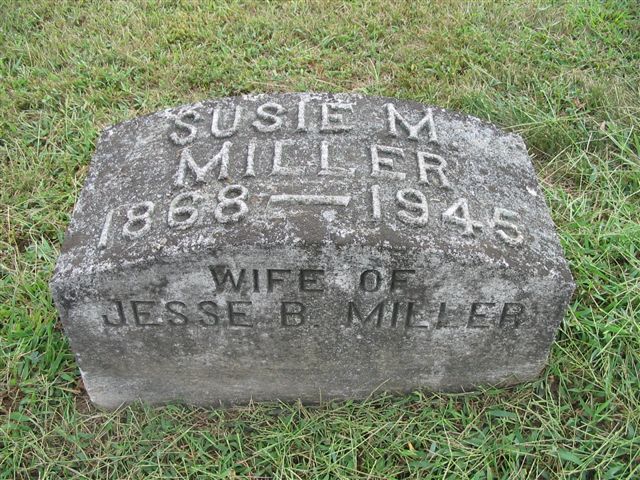 SUSIE M.
MILLER
1868—1945
WIFE OF
JESSE B. MILLER